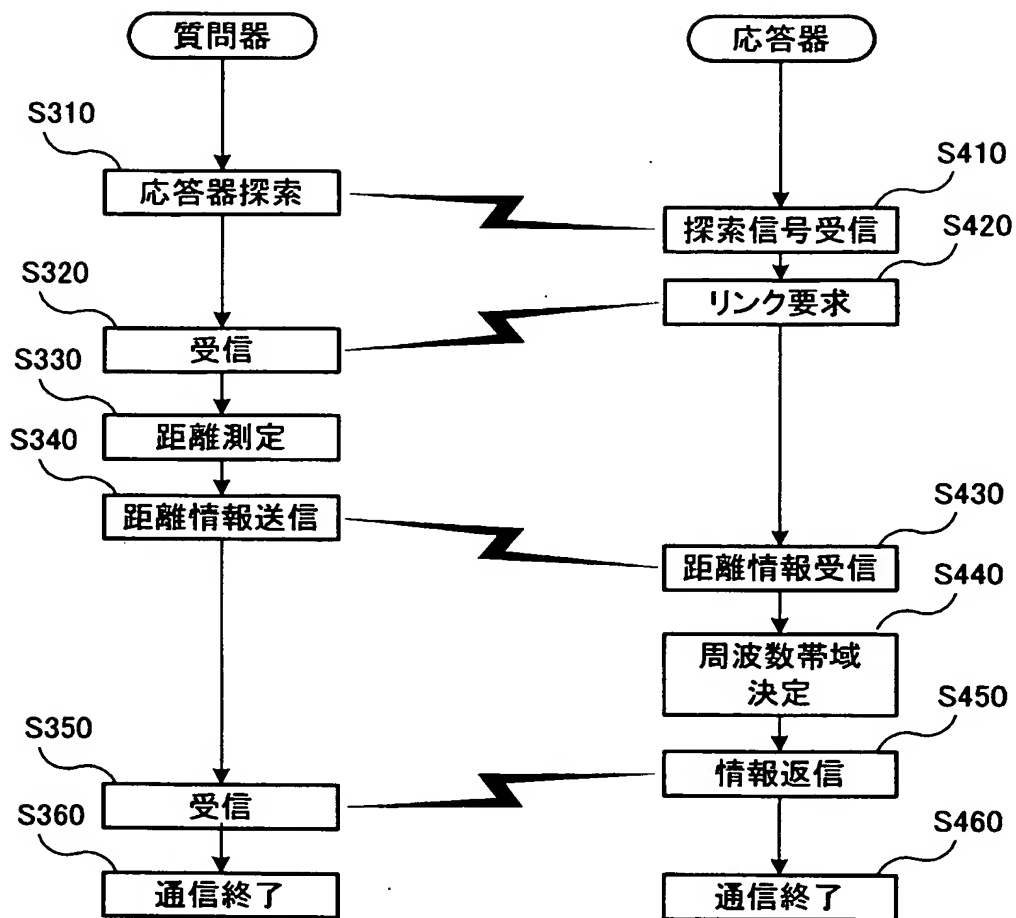 質問器
応答器
S310
応答器探索
S410
探索信号受信
S420
リンク要求
S320
受信
S330
距離測定
S340
距離情報送信
S430
距離情報受信
S440
周波数帯域
決定
S450
情報返信
S350
受信
S360
通信終了
S460
通信終了